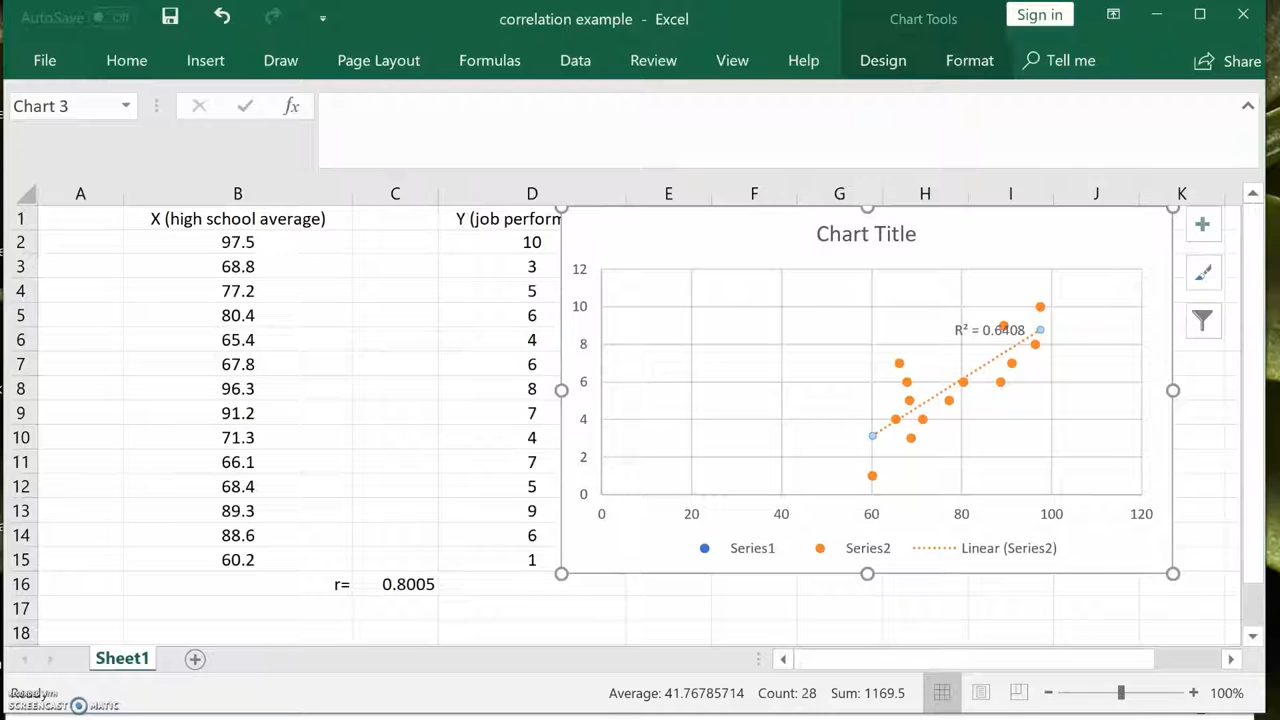 AutoSave Off
correlation example - Excel
Chart Tools
Sign in
File Home Insert Draw Page Layout Formulas Data Review View Help Design Format Tell me Share
Chart 3
fx
A B C D E F G H I J K
1 X (high school average) Y (job perform
2 97.5 10
3 68.8 3
4 77.2 5
5 80.4 6
6 65.4 4
7 67.8 6
8 96.3 8
9 91.2 7
10 71.3 4
11 66.1 7
12 68.4 5
13 89.3 9
14 88.6 6
15 60.2 1
16 r= 0.8005
17
18
Chart Title
12
10
R² = 0.6408
8
6
4
2
0
0 20 40 60 80 100 120
Series1 Series2 Linear (Series2)
Sheet1
Ready
Average: 41.76785714 Count: 28 Sum: 1169.5
100%
SCREENCAST MATIC